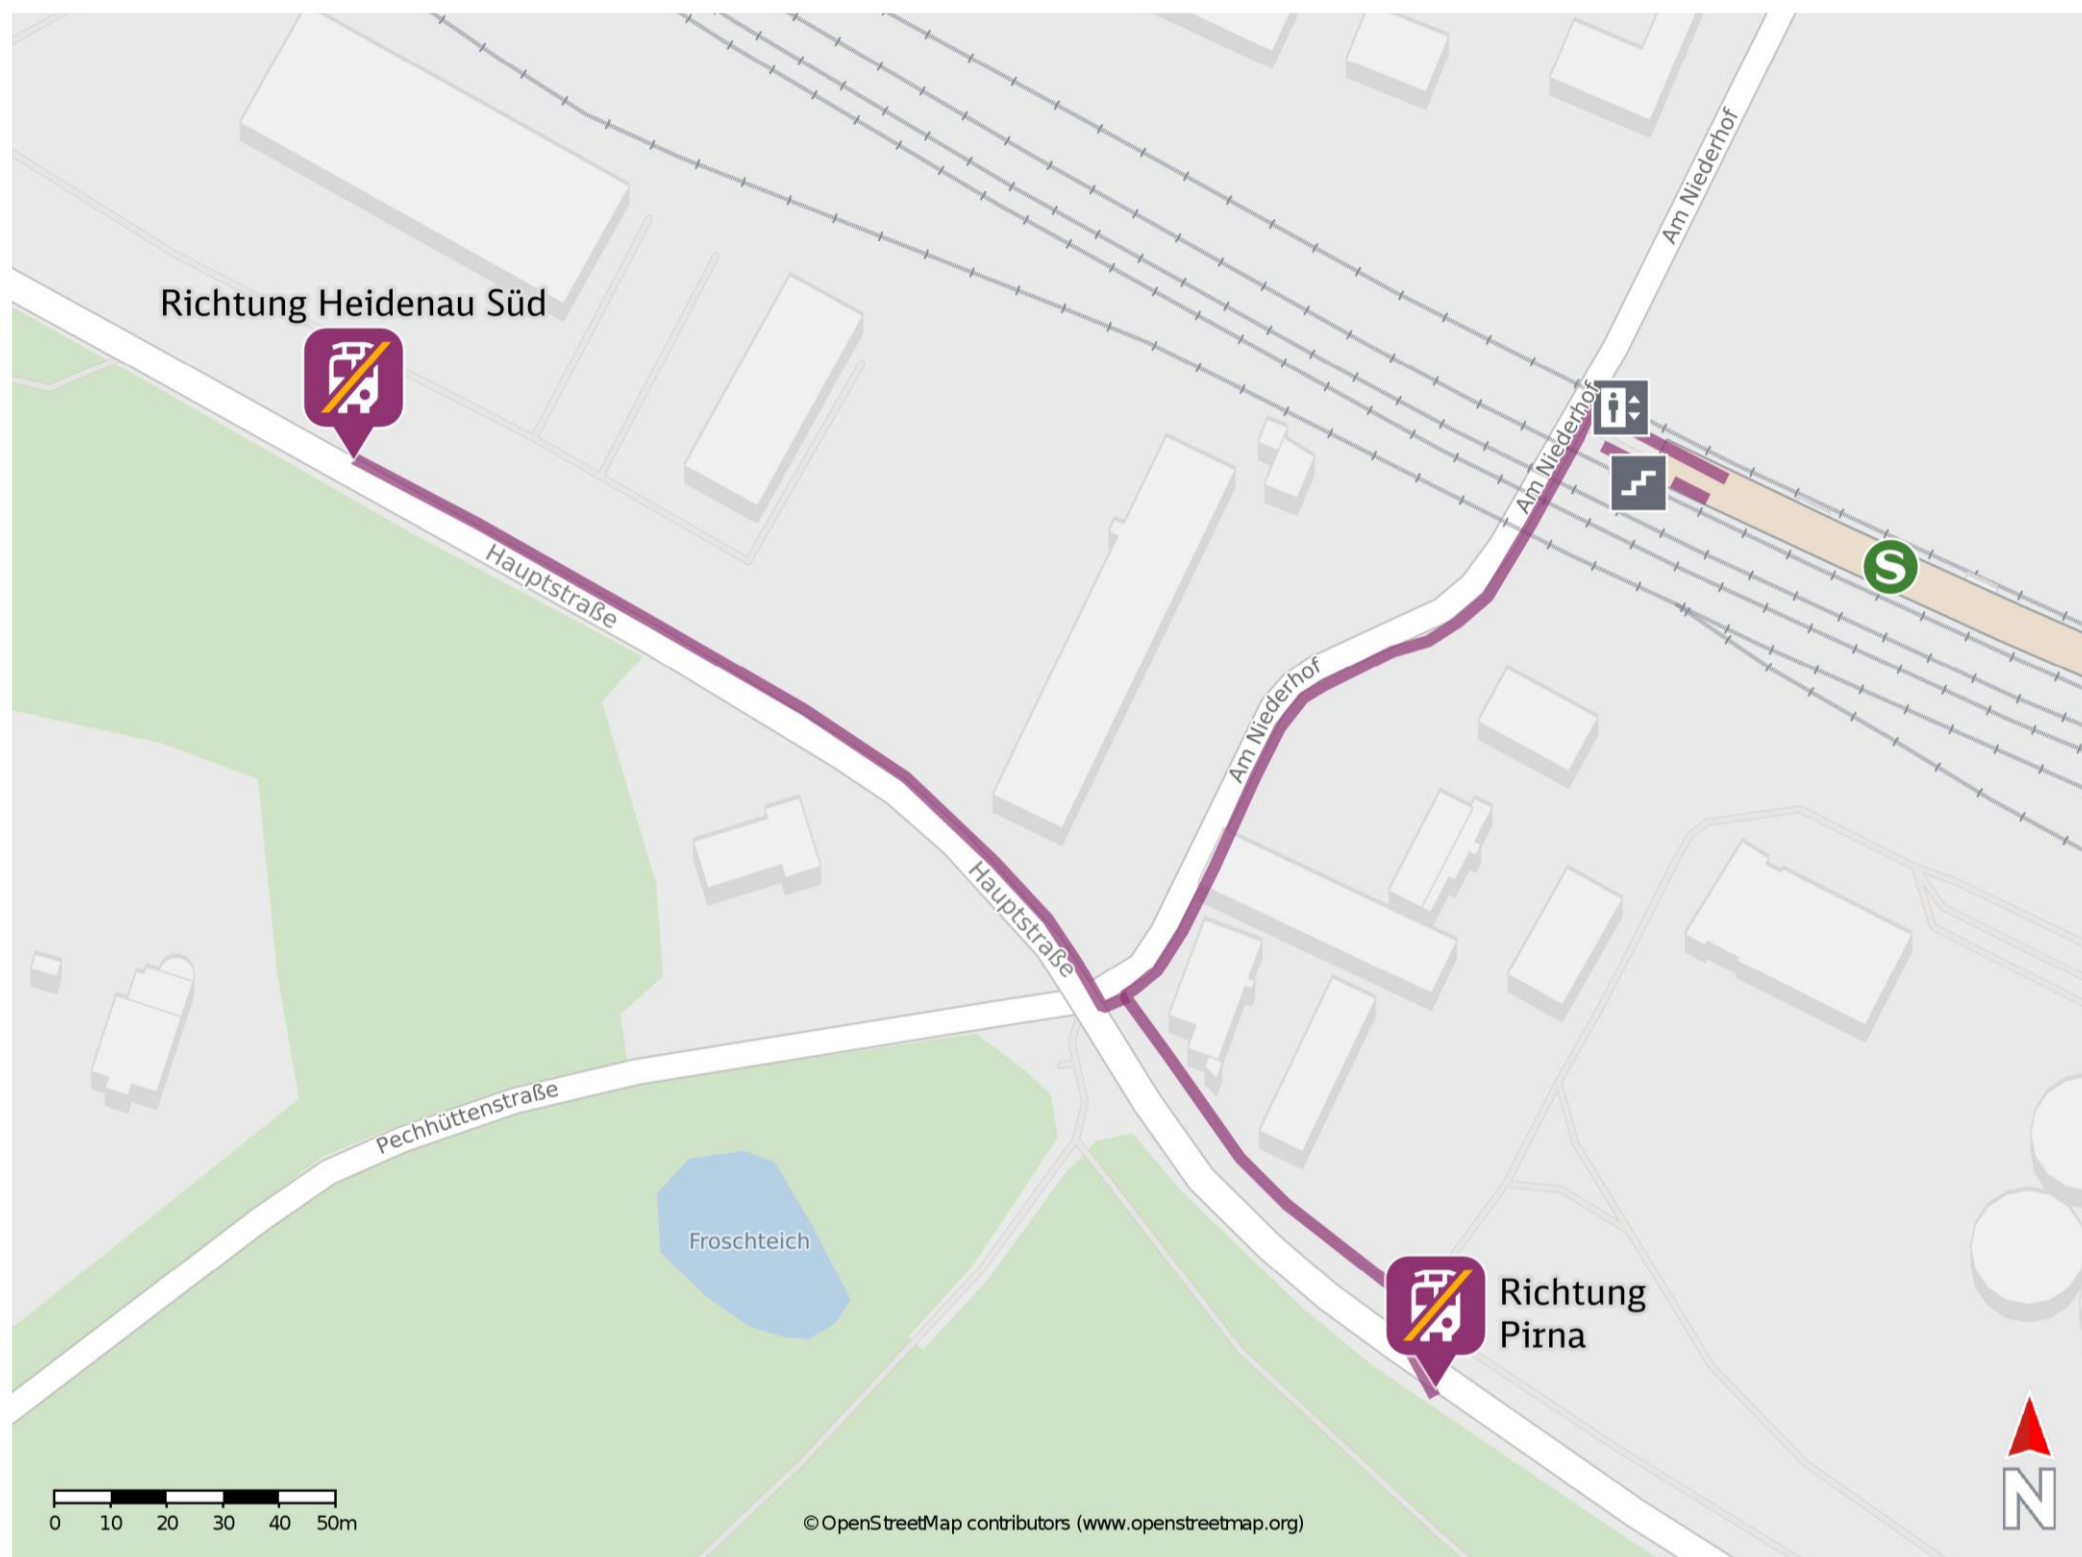 Am Niederhof
Richtung Heidenau Süd
Am Niederhof
S
Hauptstraße
Am Niederhof
Hauptstraße
Pechhüttenstraße
Froschteich
Richtung
Pirna
N
0 10 20 30 40 50m
© OpenStreetMap contributors (www.openstreetmap.org)